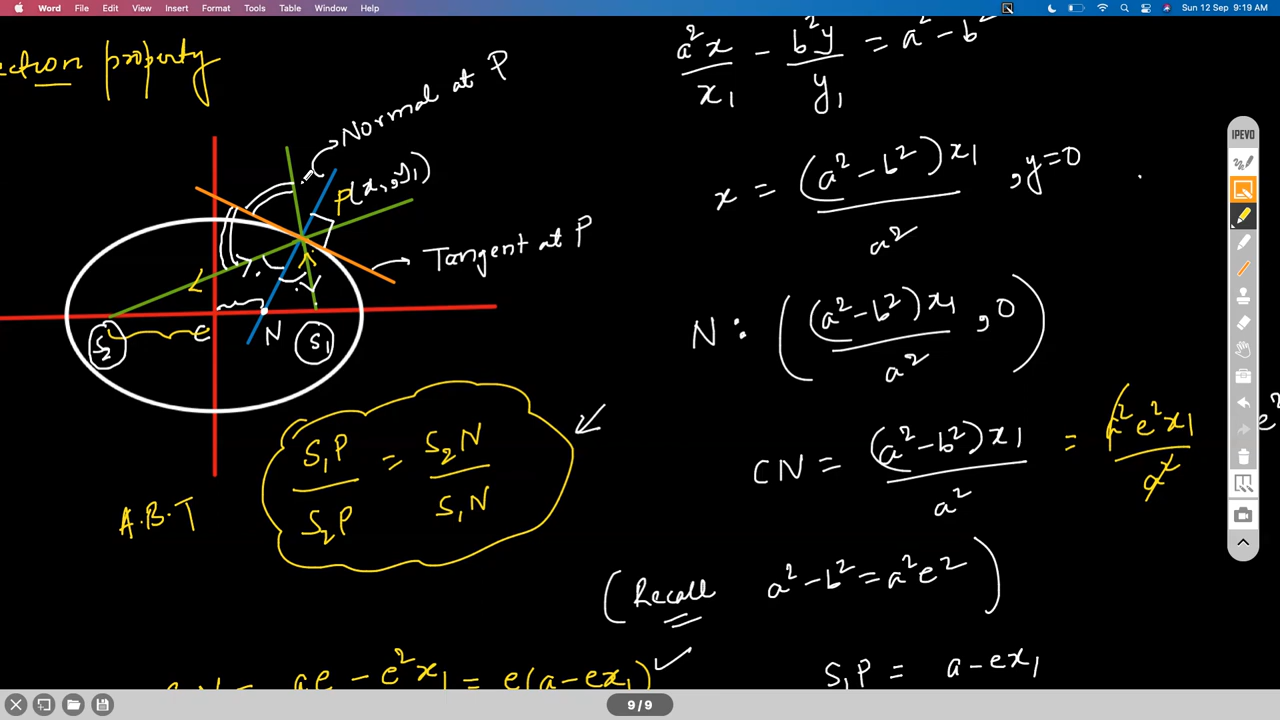 Word File Edit View Insert Format Tools Table Window Help Sun 12 Sep 9:19 AM
ection property
Normal at P
P(x₁,y₁)
Tangent at P
S₂ C N S₁
S₁P/S₂P = S₂N/S₁N
A.B.T
a²x/x₁ - b²y/y₁ = a²-b²
x = (a²-b²)x₁/a² , y=0
N : ((a²-b²)x₁/a² , 0)
CN = (a²-b²)x₁/a² = a²e²x₁/a² e²
(Recall a²-b² = a²e²)
S₁P = a-ex₁
= ae - e²x₁ = e(a-ex₁)
IPEVO
9/9